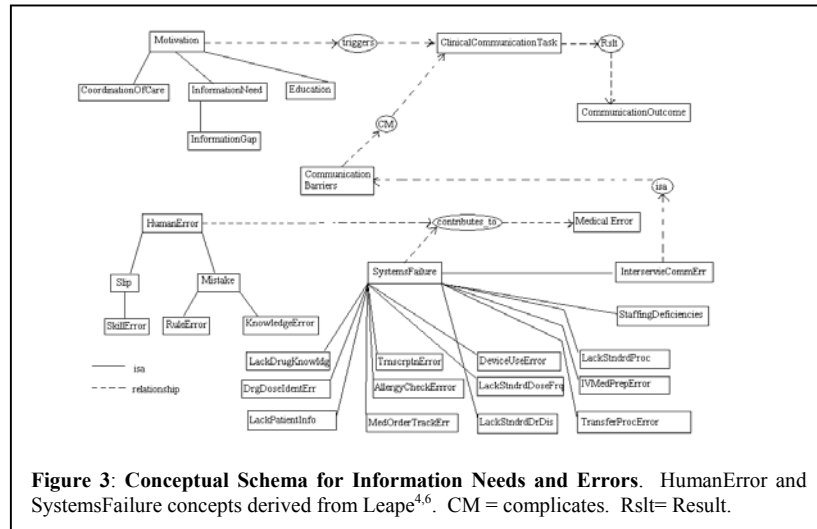 Motivation
triggers
ClinicalCommunicationTask
Rslt
CoordinationOfCare
InformationNeed
Education
CommunicationOutcome
InformationGap
CM
Communication
Barriers
isa
HumanError
contributes_to
Medical Error
SystemsFailure
InterservieCommErr
Slip
Mistake
StaffingDeficiencies
SkillError
RuleError
KnowledgeError
LackDrugKnowldg
TrnscrptnError
DeviceUseError
LackStndrdProc
isa
relationship
DrgDoseIdentErr
AllergyCheckErrror
LackStndrdDoseFrq
IVMedPrepError
LackPatientInfo
MedOrderTrackErr
LackStndrdDrDis
TransferProcError
Figure 3: Conceptual Schema for Information Needs and Errors. HumanError and
SystemsFailure concepts derived from Leape4,6. CM = complicates. Rslt= Result.